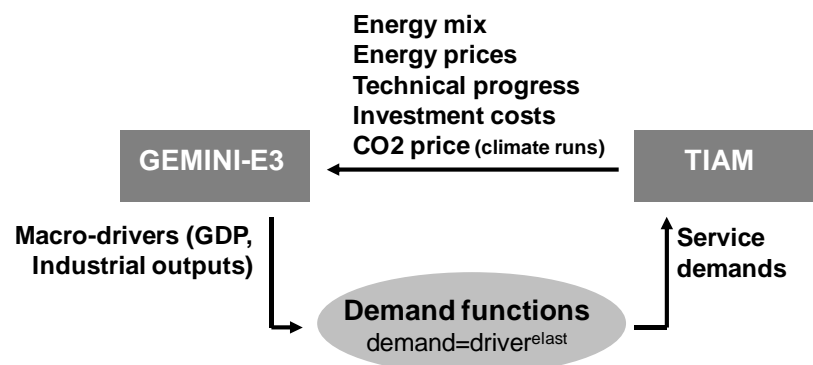 Energy mix
Energy prices
Technical progress
Investment costs
CO2 price (climate runs)
GEMINI-E3
TIAM
Macro-drivers (GDP,
Industrial outputs)
Service
demands
Demand functions
demand=driverelast